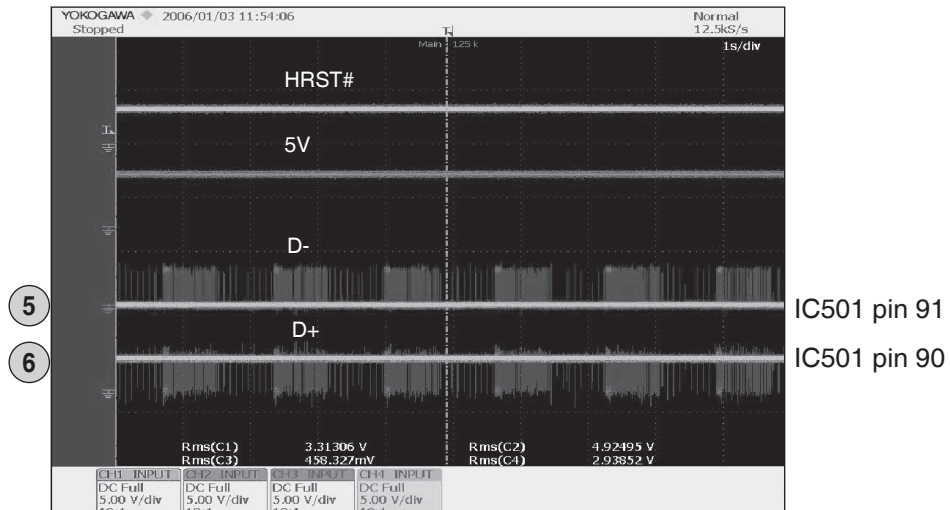 YOKOGAWA 2006/01/03 11:54:06
Normal
Stopped
12.5kS/s
Main : 125 k
1s/div
HRST#
5V
D-
5
IC501 pin 91
D+
6
IC501 pin 90
Rms(C1) 3.31306 V Rms(C2) 4.92495 V
Rms(C3) 458.327mV Rms(C4) 2.93852 V
CH1 INPUT CH2 INPUT CH3 INPUT CH4 INPUT
DC Full DC Full DC Full DC Full
5.00 V/div 5.00 V/div 5.00 V/div 5.00 V/div